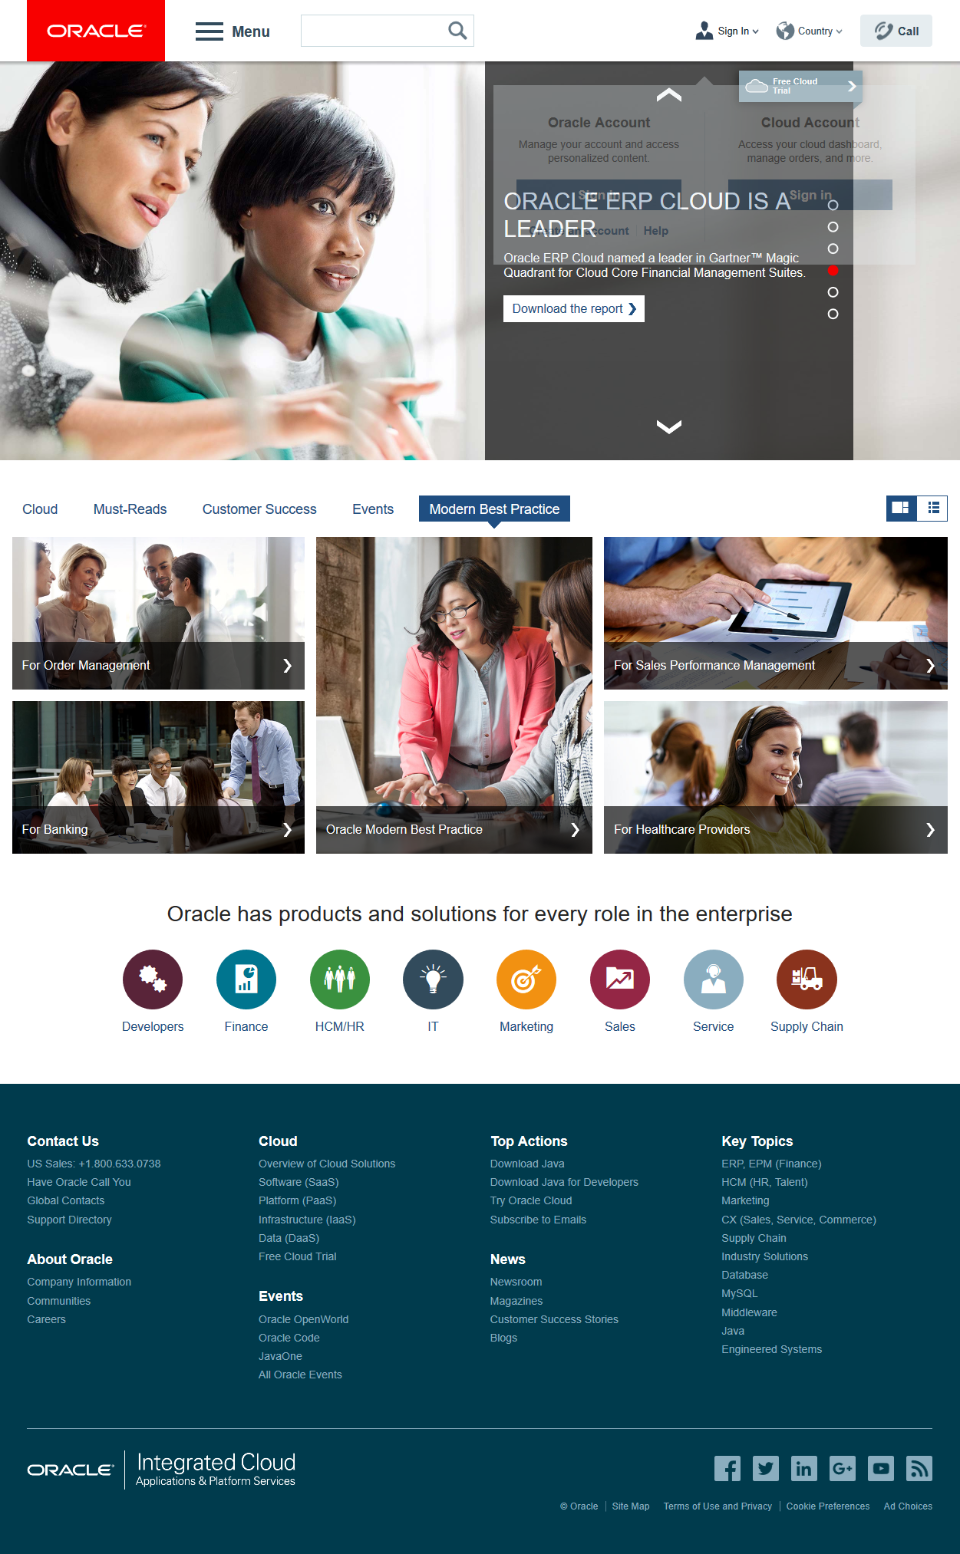 ORACLE
Menu
Sign In
Country
Call
Free Cloud
Trial
Oracle Account
Manage your account and access
personalized content.
Sign in
account
Help
Cloud Account
Access your cloud dashboard,
manage orders, and more.
Sign in
ORACLE ERP CLOUD IS A
LEADER
Oracle ERP Cloud named a leader in Gartner™ Magic
Quadrant for Cloud Core Financial Management Suites.
Download the report
Cloud
Must-Reads
Customer Success
Events
Modern Best Practice
For Order Management
For Banking
Oracle Modern Best Practice
For Sales Performance Management
For Healthcare Providers
Oracle has products and solutions for every role in the enterprise
Developers
Finance
HCM/HR
IT
Marketing
Sales
Service
Supply Chain
Contact Us
US Sales: +1.800.633.0738
Have Oracle Call You
Global Contacts
Support Directory
About Oracle
Company Information
Communities
Careers
Cloud
Overview of Cloud Solutions
Software (SaaS)
Platform (PaaS)
Infrastructure (IaaS)
Data (DaaS)
Free Cloud Trial
Events
Oracle OpenWorld
Oracle Code
JavaOne
All Oracle Events
Top Actions
Download Java
Download Java for Developers
Try Oracle Cloud
Subscribe to Emails
News
Newsroom
Magazines
Customer Success Stories
Blogs
Key Topics
ERP, EPM (Finance)
HCM (HR, Talent)
Marketing
CX (Sales, Service, Commerce)
Supply Chain
Industry Solutions
Database
MySQL
Middleware
Java
Engineered Systems
ORACLE
Integrated Cloud
Applications & Platform Services
© Oracle
Site Map
Terms of Use and Privacy
Cookie Preferences
Ad Choices